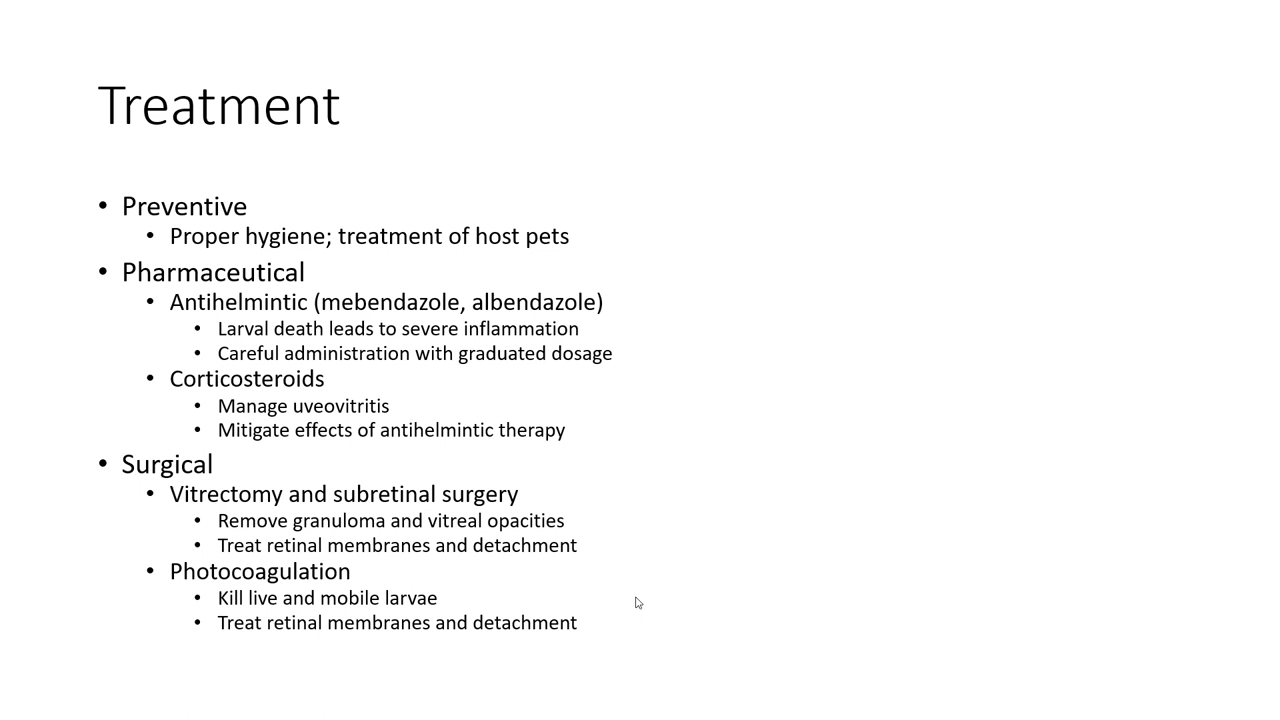 Treatment
• Preventive
• Proper hygiene; treatment of host pets
• Pharmaceutical
• Antihelmintic (mebendazole, albendazole)
• Larval death leads to severe inflammation
• Careful administration with graduated dosage
• Corticosteroids
• Manage uveovitritis
• Mitigate effects of antihelmintic therapy
• Surgical
• Vitrectomy and subretinal surgery
• Remove granuloma and vitreal opacities
• Treat retinal membranes and detachment
• Photocoagulation
• Kill live and mobile larvae
• Treat retinal membranes and detachment